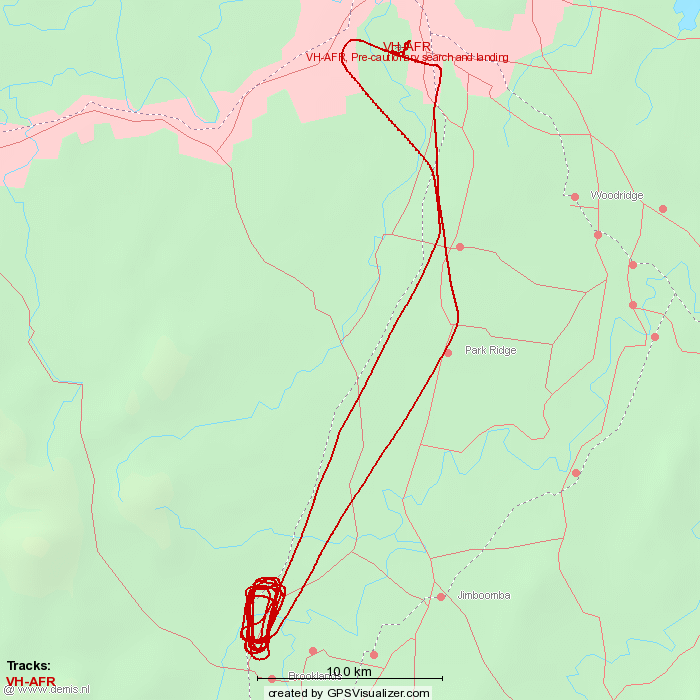 VH-AFR
VH-AFR, Pre-cautionary search and landing
Woodridge
Park Ridge
Jimboomba
Tracks:
10.0 km
VH-AFR
@ www.demis.nl
created by GPSVisualizer.com